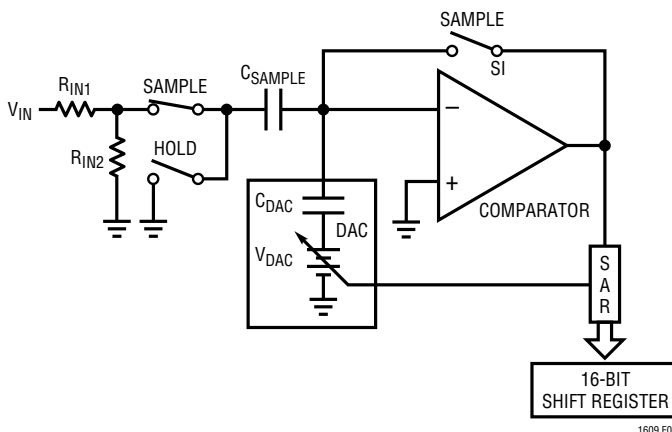 SAMPLE
SI
C_SAMPLE
R_IN1
SAMPLE
V_IN
HOLD
R_IN2
−
+
COMPARATOR
C_DAC
DAC
V_DAC
S
A
R
16-BIT
SHIFT REGISTER
1609 F0